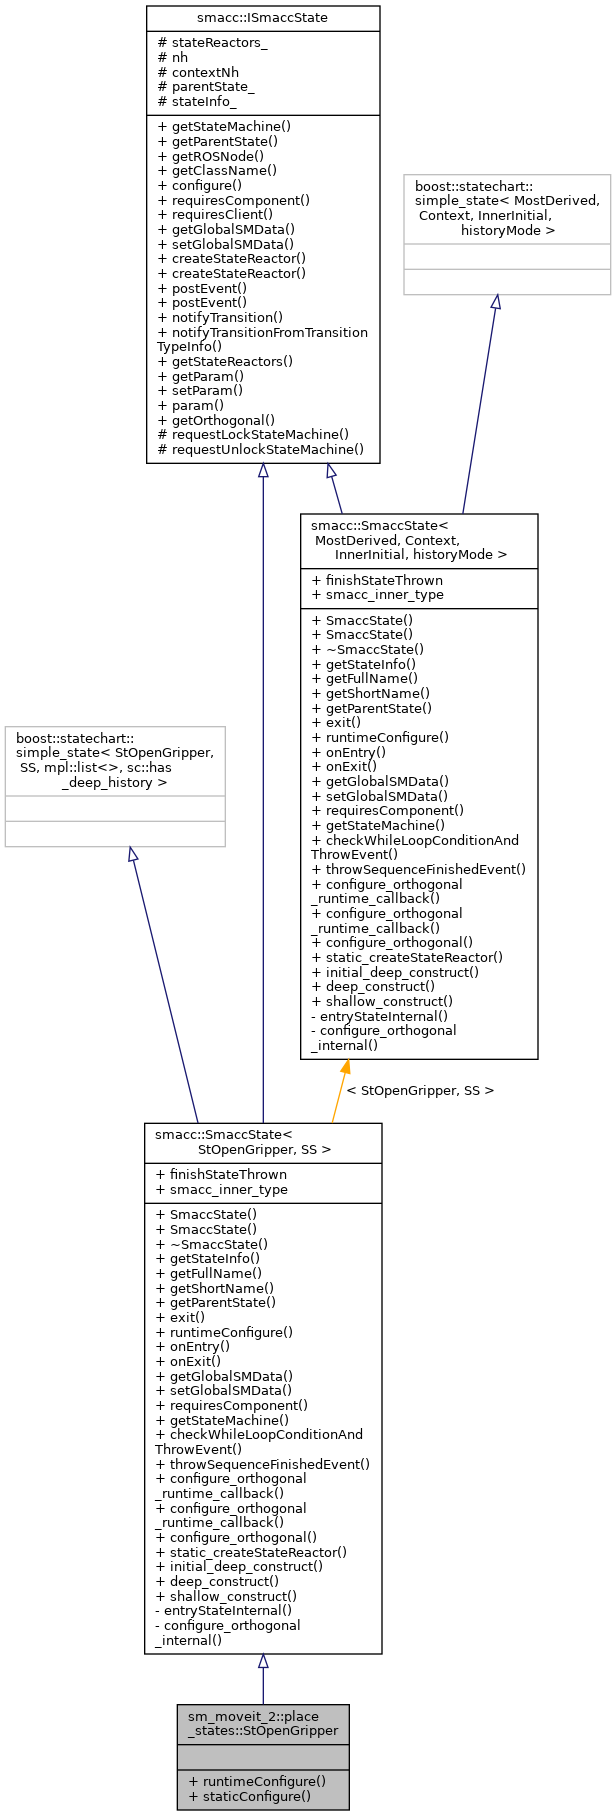 smacc::ISmaccState
# stateReactors_
# nh
# contextNh
# parentState_
# stateInfo_
+ getStateMachine()
+ getParentState()
+ getROSNode()
+ getClassName()
+ configure()
+ requiresComponent()
+ requiresClient()
+ getGlobalSMData()
+ setGlobalSMData()
+ createStateReactor()
+ createStateReactor()
+ postEvent()
+ postEvent()
+ notifyTransition()
+ notifyTransitionFromTransition
TypeInfo()
+ getStateReactors()
+ getParam()
+ setParam()
+ param()
+ getOrthogonal()
# requestLockStateMachine()
# requestUnlockStateMachine()
boost::statechart::
simple_state< MostDerived,
Context, InnerInitial,
historyMode >
smacc::SmaccState<
MostDerived, Context,
InnerInitial, historyMode >
+ finishStateThrown
+ smacc_inner_type
+ SmaccState()
+ SmaccState()
+ ~SmaccState()
+ getStateInfo()
+ getFullName()
+ getShortName()
+ getParentState()
+ exit()
+ runtimeConfigure()
+ onEntry()
+ onExit()
+ getGlobalSMData()
+ setGlobalSMData()
+ requiresComponent()
+ getStateMachine()
+ checkWhileLoopConditionAnd
ThrowEvent()
+ throwSequenceFinishedEvent()
+ configure_orthogonal
_runtime_callback()
+ configure_orthogonal
_runtime_callback()
+ configure_orthogonal()
+ static_createStateReactor()
+ initial_deep_construct()
+ deep_construct()
+ shallow_construct()
- entryStateInternal()
- configure_orthogonal
_internal()
boost::statechart::
simple_state< StOpenGripper,
SS, mpl::list<>, sc::has
_deep_history >
< StOpenGripper, SS >
smacc::SmaccState<
StOpenGripper, SS >
+ finishStateThrown
+ smacc_inner_type
+ SmaccState()
+ SmaccState()
+ ~SmaccState()
+ getStateInfo()
+ getFullName()
+ getShortName()
+ getParentState()
+ exit()
+ runtimeConfigure()
+ onEntry()
+ onExit()
+ getGlobalSMData()
+ setGlobalSMData()
+ requiresComponent()
+ getStateMachine()
+ checkWhileLoopConditionAnd
ThrowEvent()
+ throwSequenceFinishedEvent()
+ configure_orthogonal
_runtime_callback()
+ configure_orthogonal
_runtime_callback()
+ configure_orthogonal()
+ static_createStateReactor()
+ initial_deep_construct()
+ deep_construct()
+ shallow_construct()
- entryStateInternal()
- configure_orthogonal
_internal()
sm_moveit_2::place
_states::StOpenGripper
+ runtimeConfigure()
+ staticConfigure()